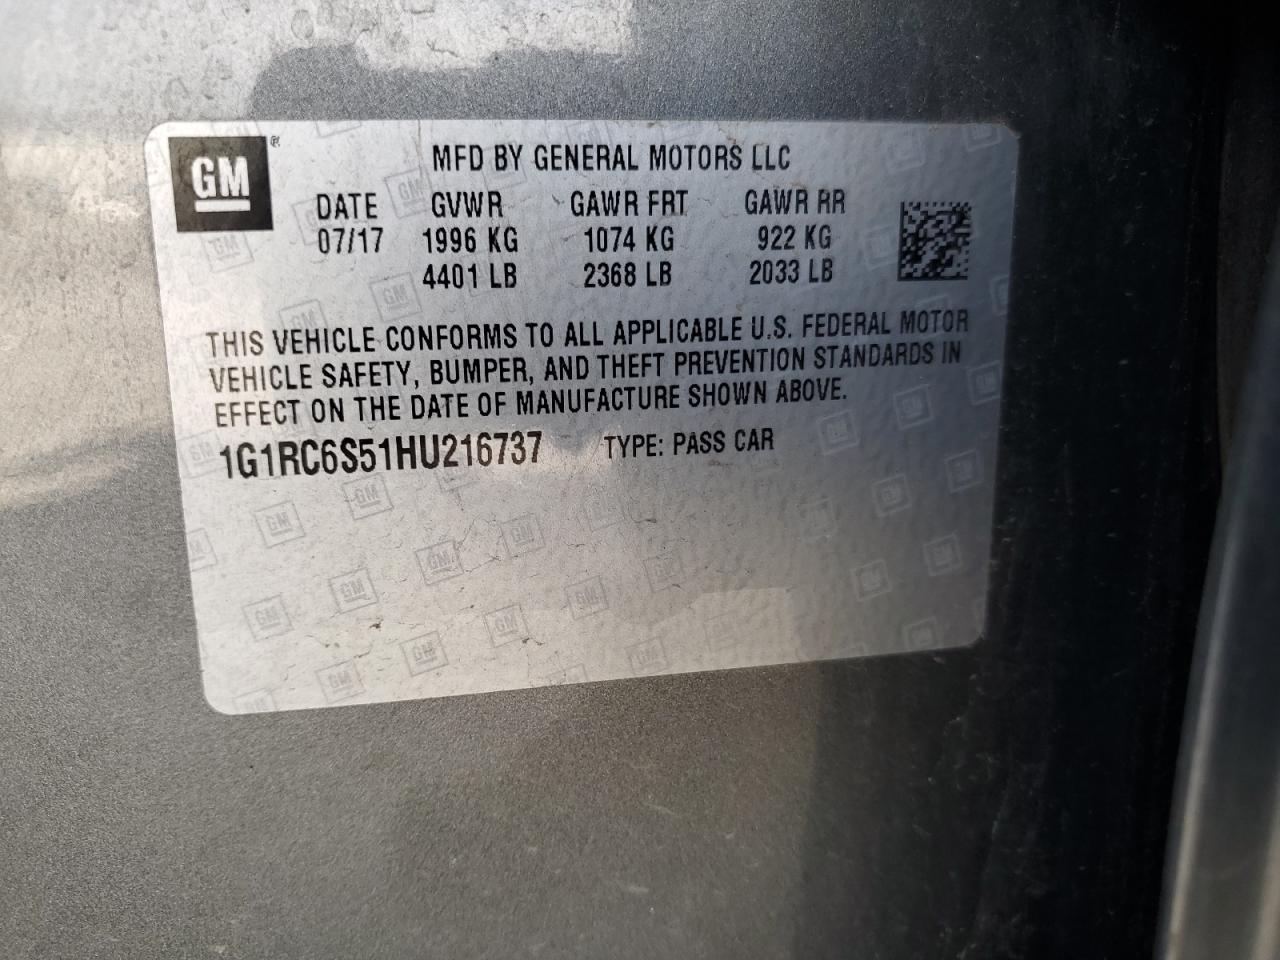 GM®
MFD BY GENERAL MOTORS LLC
DATE GVWR GAWR FRT GAWR RR
07/17 1996 KG 1074 KG 922 KG
4401 LB 2368 LB 2033 LB
THIS VEHICLE CONFORMS TO ALL APPLICABLE U.S. FEDERAL MOTOR
VEHICLE SAFETY, BUMPER, AND THEFT PREVENTION STANDARDS IN
EFFECT ON THE DATE OF MANUFACTURE SHOWN ABOVE.
1G1RC6S51HU216737 TYPE: PASS CAR